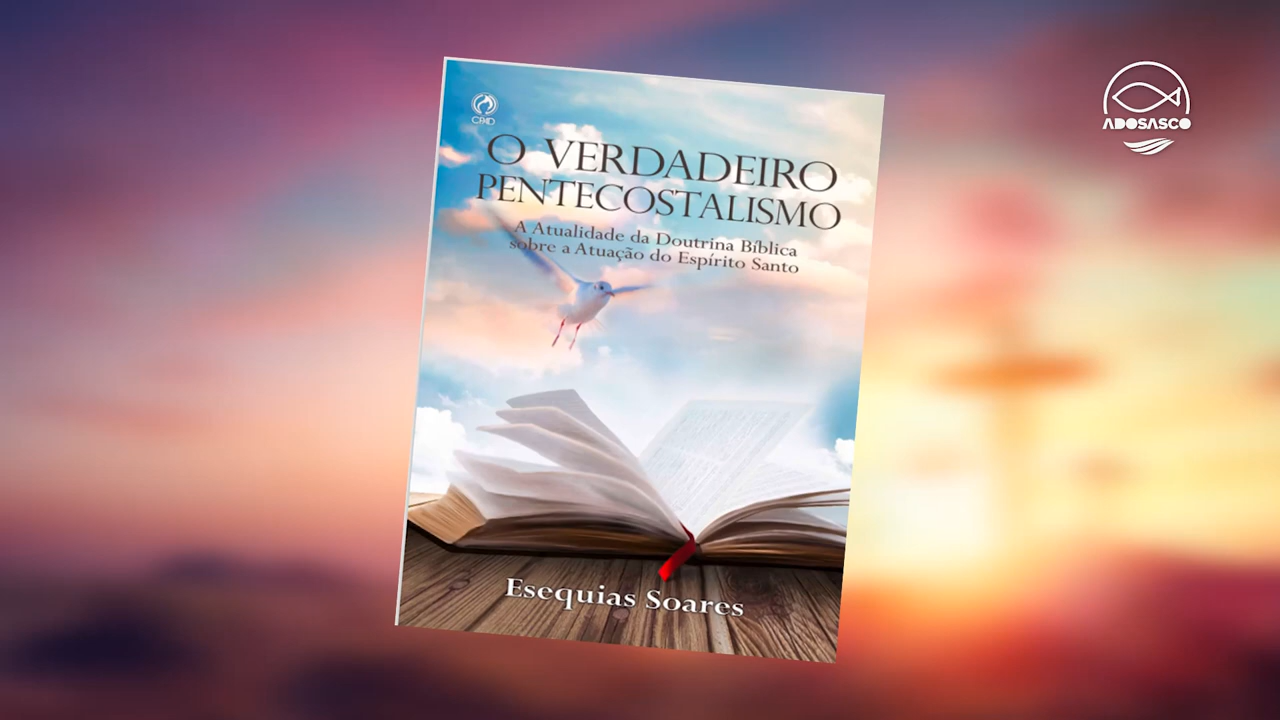 CPAD
O VERDADEIRO
PENTECOSTALISMO
A Atualidade da Doutrina Bíblica
sobre a Atuação do Espírito Santo
Esequias Soares
ADOSASCO